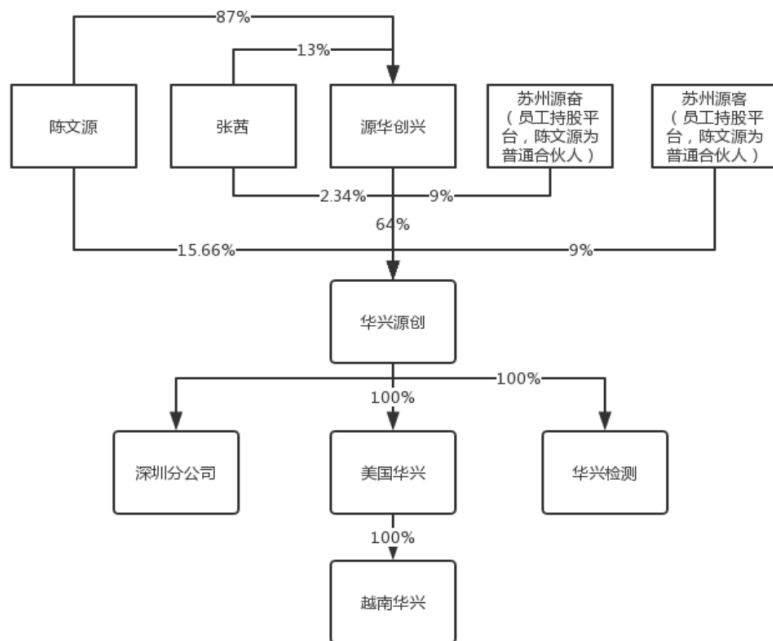 87%
13%
陈文源
张茜
源华创兴
苏州源奋
（员工持股平
台，陈文源为
普通合伙人）
苏州源客
（员工持股平
台，陈文源为
普通合伙人）
2.34%
9%
64%
15.66%
9%
华兴源创
100%
100%
深圳分公司
美国华兴
华兴检测
100%
越南华兴